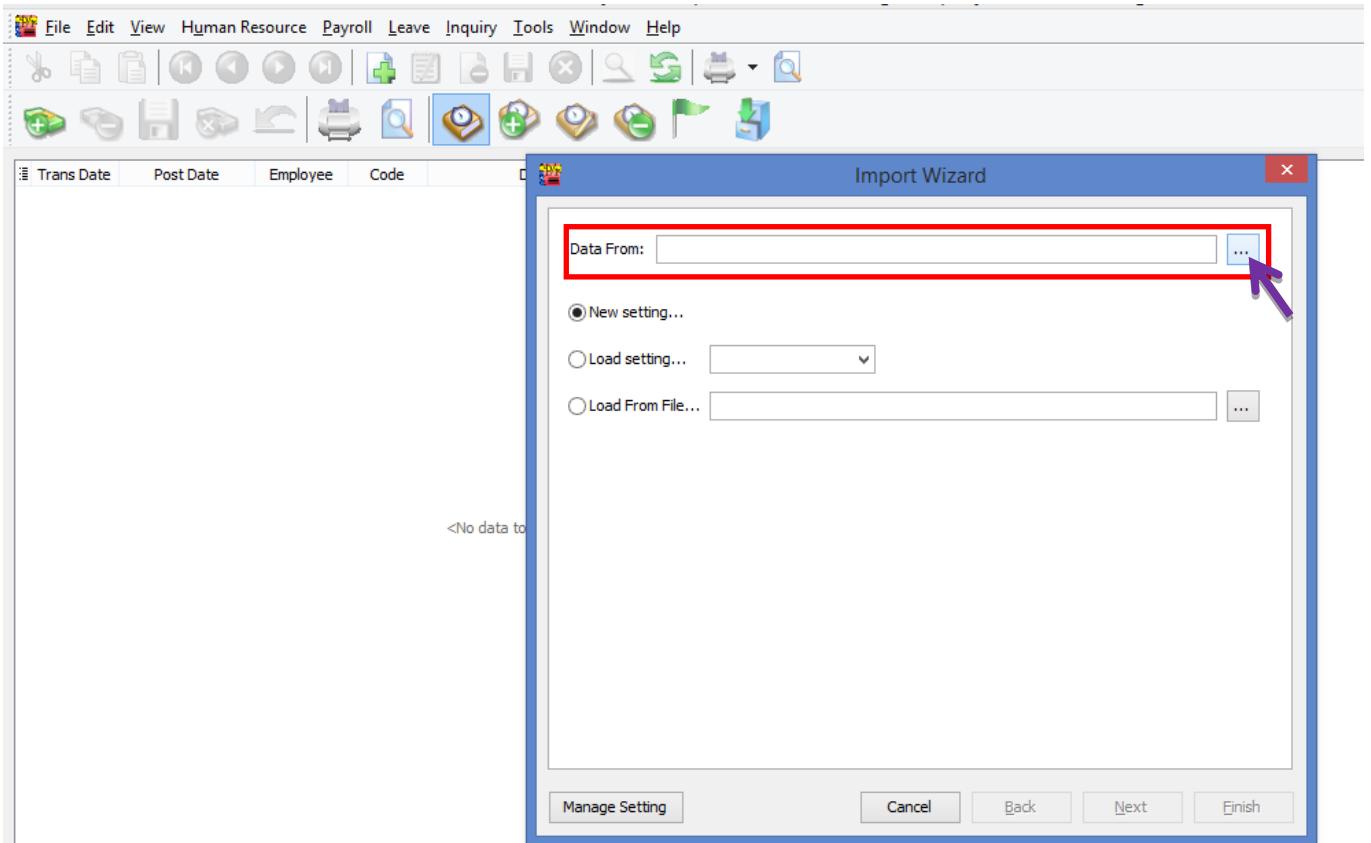 File Edit View Human Resource Payroll Leave Inquiry Tools Window Help
Trans Date Post Date Employee Code
Import Wizard
Data From: ...
New setting...
Load setting...
Load From File... ...
<No data to
Manage Setting Cancel Back Next Finish